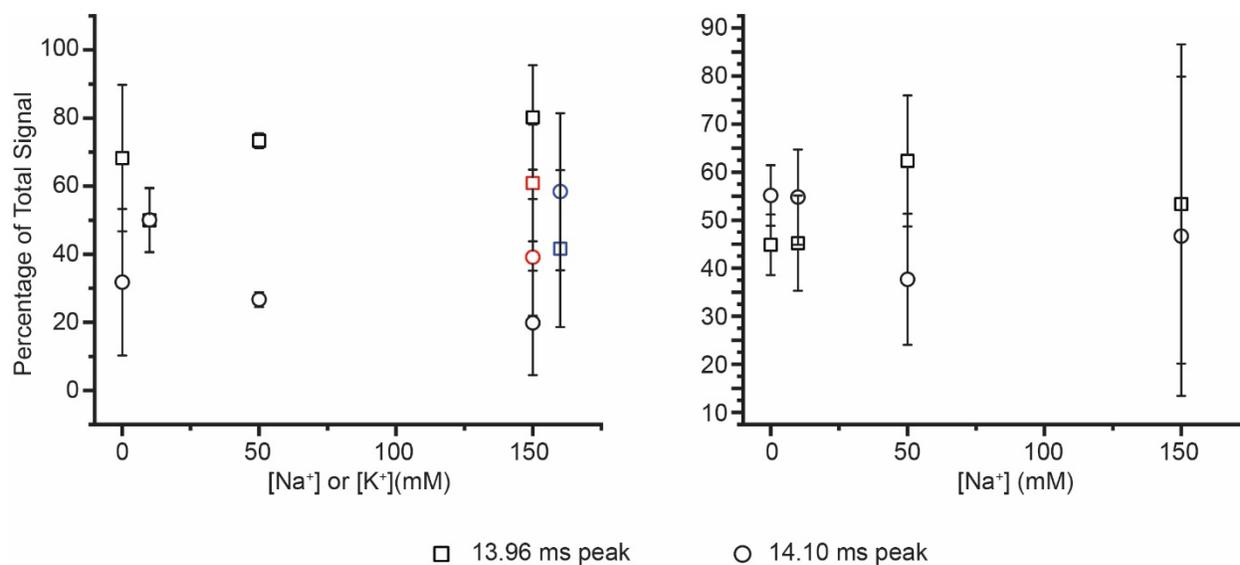 Percentage of Total Signal
100
80
60
40
20
0
0 50 100 150
[Na⁺] or [K⁺](mM)
90
80
70
60
50
40
30
20
10
0 50 100 150
[Na⁺] (mM)
13.96 ms peak 14.10 ms peak